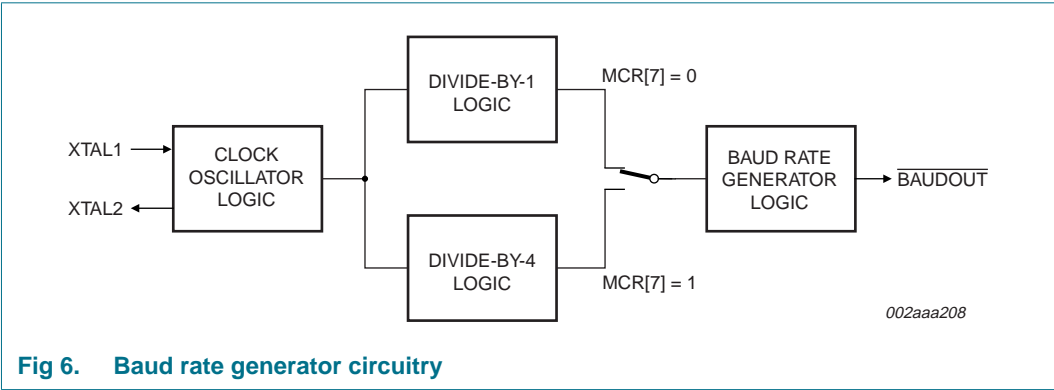 DIVIDE-BY-1
LOGIC
MCR[7] = 0
XTAL1
XTAL2
CLOCK
OSCILLATOR
LOGIC
BAUD RATE
GENERATOR
LOGIC
BAUDOUT
DIVIDE-BY-4
LOGIC
MCR[7] = 1
002aaa208
Fig 6. Baud rate generator circuitry